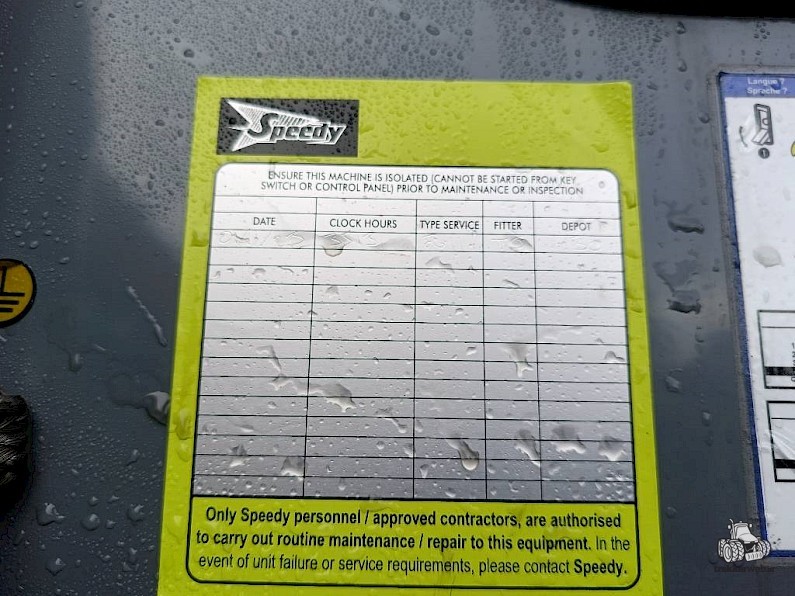 Speedy
ENSURE THIS MACHINE IS ISOLATED (CANNOT BE STARTED FROM KEY
SWITCH OR CONTROL PANEL) PRIOR TO MAINTENANCE OR INSPECTION
DATE CLOCK HOURS TYPE SERVICE FITTER DEPOT
Only Speedy personnel / approved contractors, are authorised
to carry out routine maintenance / repair to this equipment. In the
event of unit failure or service requirements, please contact Speedy.
Langue ?
Sprache ?
1